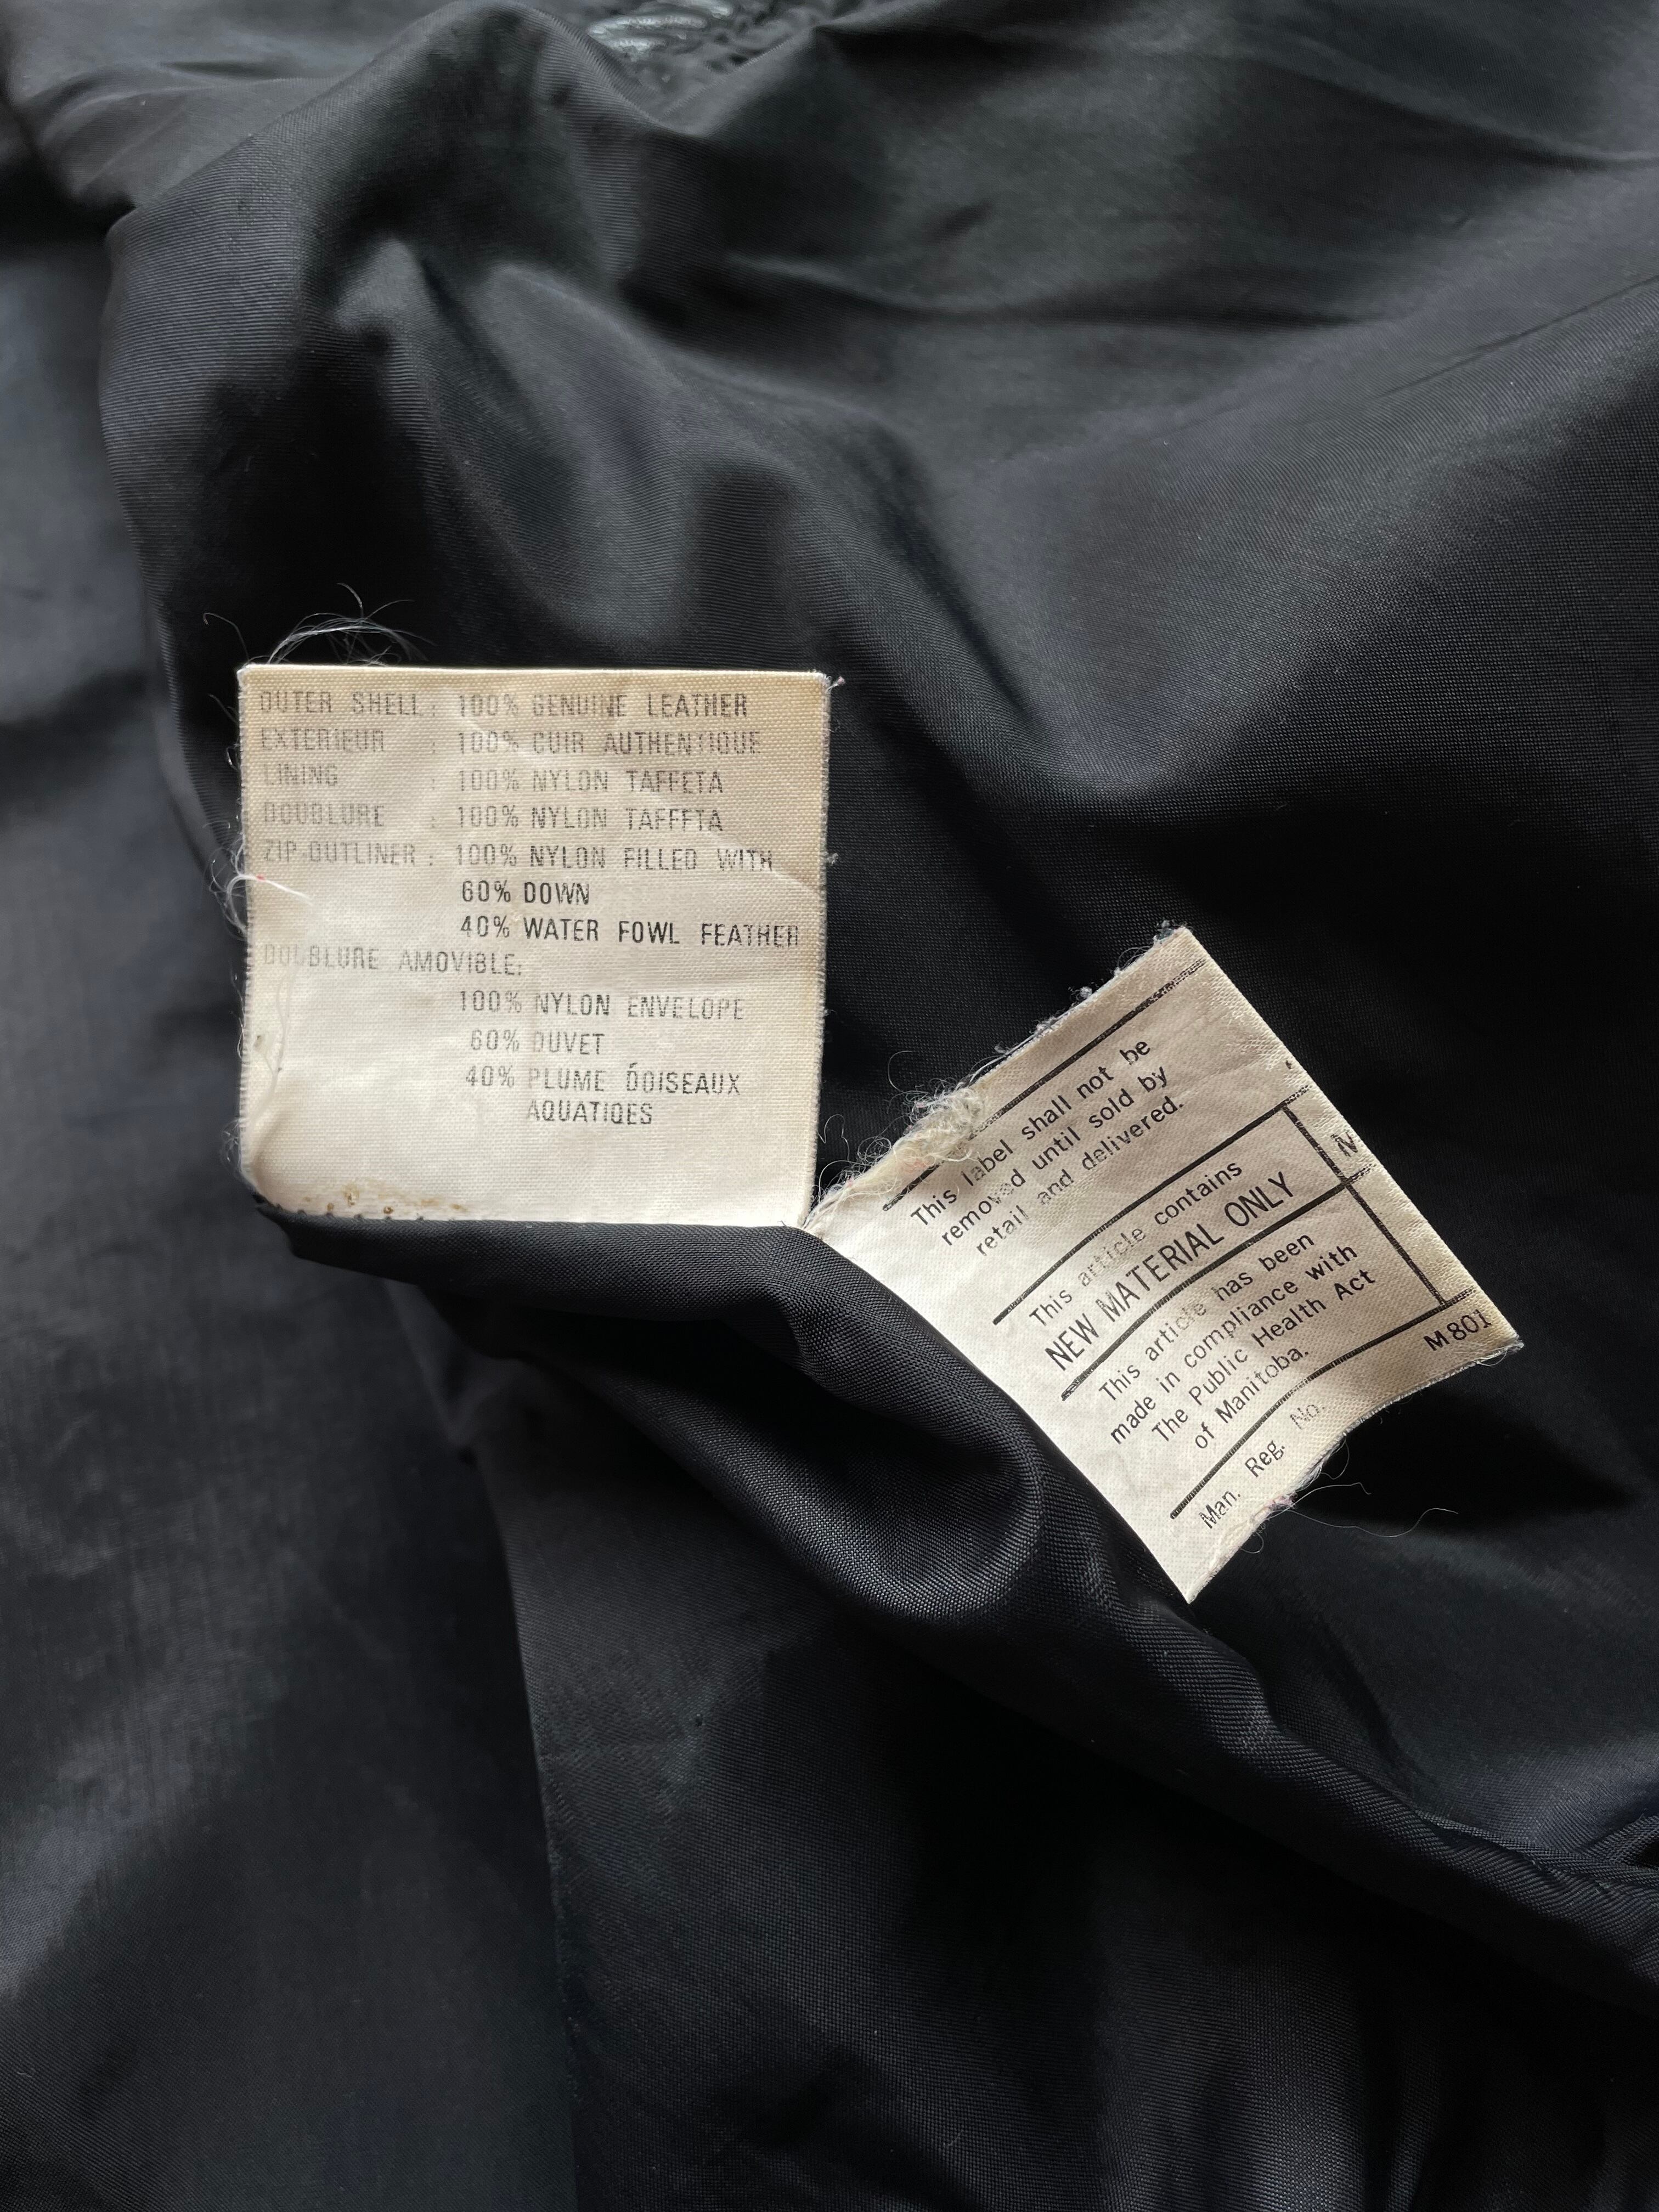 OUTER SHELL: 100% GENUINE LEATHER
EXTERIEUR : 100% CUIR AUTHENTIQUE
LINING : 100% NYLON TAFFETA
DOUBLURE : 100% NYLON TAFFFTA
ZIP-OUTLINER : 100% NYLON FILLED WITH
60% DOWN
40% WATER FOWL FEATHER
DOUBLURE AMOVIBLE:
100% NYLON ENVELOPE
60% DUVET
40% PLUME ÓOISEAUX
AQUATIQES
This label shall not be
removed until sold by
retail and delivered.
This article contains
NEW MATERIAL ONLY
This article has been
made in compliance with
The Public Health Act
of Manitoba.
Man. Reg. No. M 801